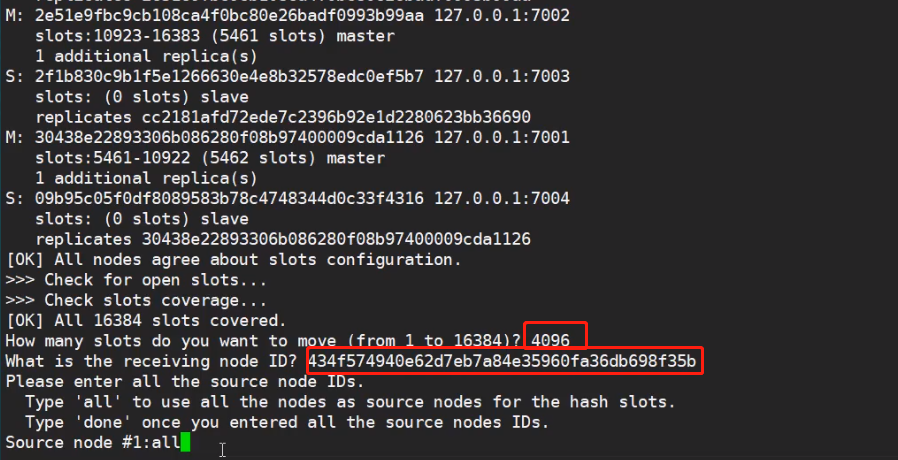 M: 2e51e9fbc9cb108ca4f0bc80e26badf0993b99aa 127.0.0.1:7002
slots:10923-16383 (5461 slots) master
1 additional replica(s)
S: 2f1b830c9b1f5e1266630e4e8b32578edc0ef5b7 127.0.0.1:7003
slots: (0 slots) slave
replicates cc2181afd72ede7c2396b92e1d2280623bb36690
M: 30438e22893306b086280f08b97400009cda1126 127.0.0.1:7001
slots:5461-10922 (5462 slots) master
1 additional replica(s)
S: 09b95c05f0df8089583b78c4748344d0c33f4316 127.0.0.1:7004
slots: (0 slots) slave
replicates 30438e22893306b086280f08b97400009cda1126
[OK] All nodes agree about slots configuration.
>>> Check for open slots...
>>> Check slots coverage...
[OK] All 16384 slots covered.
How many slots do you want to move (from 1 to 16384)? 4096
What is the receiving node ID? 434f574940e62d7eb7a84e35960fa36db698f35b
Please enter all the source node IDs.
Type 'all' to use all the nodes as source nodes for the hash slots.
Type 'done' once you entered all the source nodes IDs.
Source node #1:all